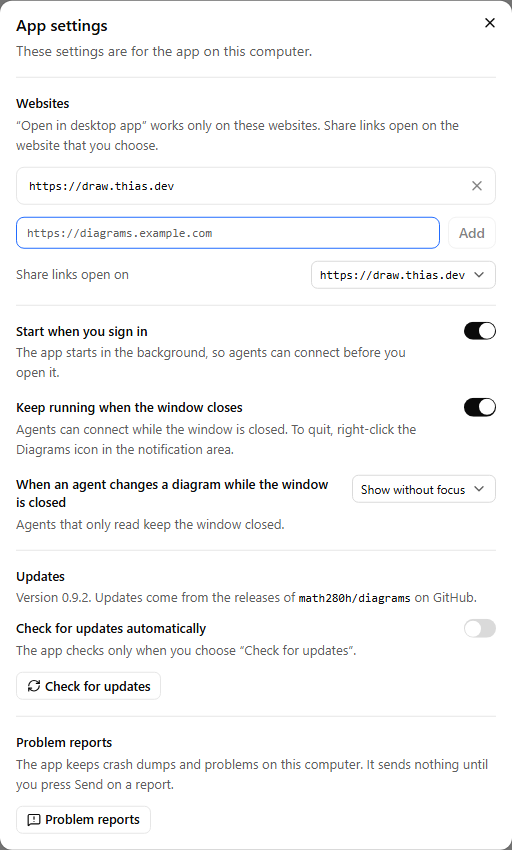 App settings
These settings are for the app on this computer.
Websites
“Open in desktop app” works only on these websites. Share links open on the
website that you choose.
https://draw.thias.dev
https://diagrams.example.com
Add
Share links open on
https://draw.thias.dev
Start when you sign in
The app starts in the background, so agents can connect before you
open it.
Keep running when the window closes
Agents can connect while the window is closed. To quit, right-click the
Diagrams icon in the notification area.
When an agent changes a diagram while the window
is closed
Show without focus
Agents that only read keep the window closed.
Updates
Version 0.9.2. Updates come from the releases of math280h/diagrams on GitHub.
Check for updates automatically
The app checks only when you choose “Check for updates”.
Check for updates
Problem reports
The app keeps crash dumps and problems on this computer. It sends nothing until
you press Send on a report.
Problem reports